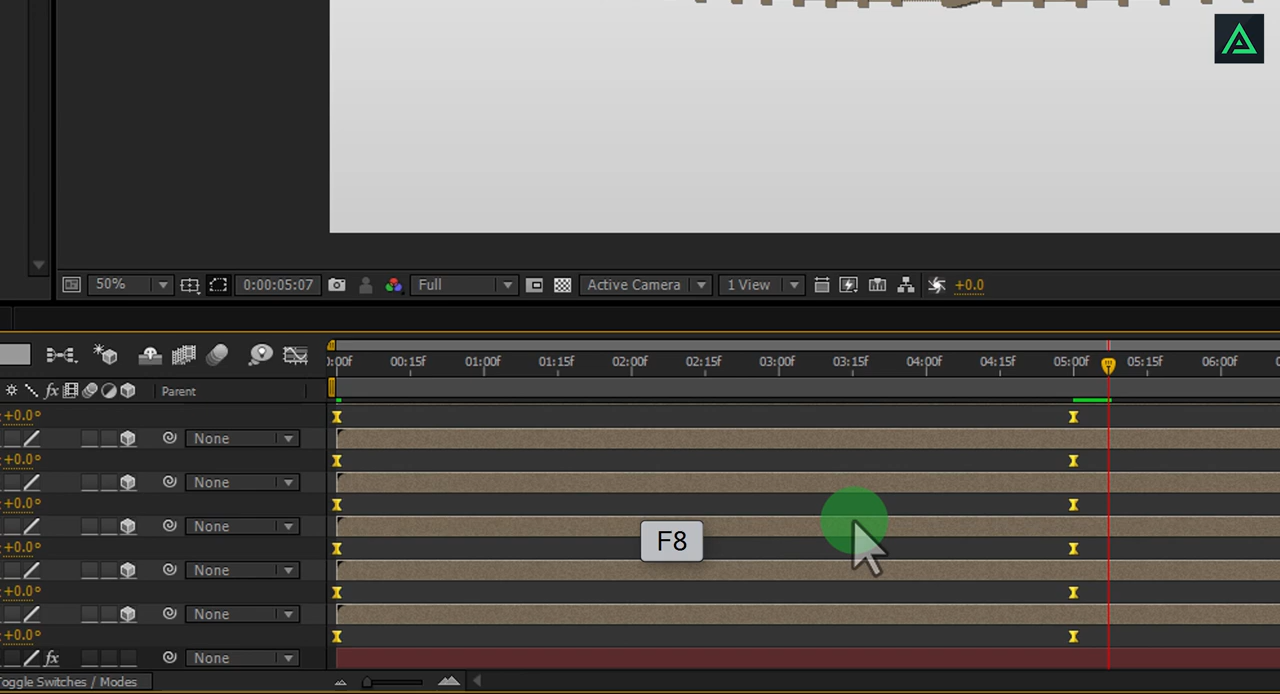 50%
0:00:05:07
Full
Active Camera
1 View
+0.0
:00f 00:15f 01:00f 01:15f 02:00f 02:15f 03:00f 03:15f 04:00f 04:15f 05:00f 05:15f 06:00f
fx
Parent
+0.0°
None
+0.0°
None
+0.0°
None
F8
+0.0°
None
+0.0°
None
+0.0°
fx
None
oggle Switches / Modes